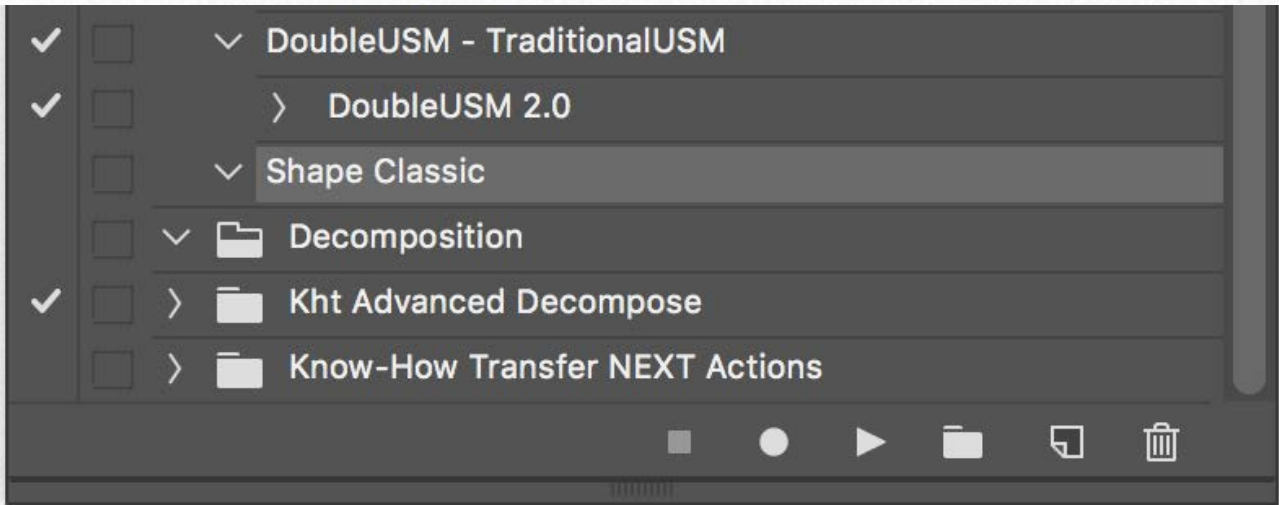 DoubleUSM - TraditionalUSM
DoubleUSM 2.0
Shape Classic
Decomposition
Kht Advanced Decompose
Know-How Transfer NEXT Actions